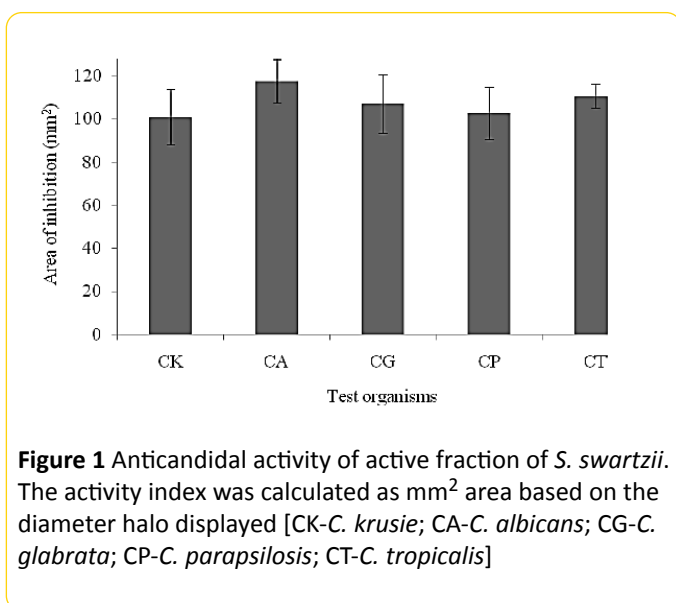 120
100
80
60
40
20
0
Area of inhibition (mm²)
CK CA CG CP CT
Test organisms
Figure 1 Anticandidal activity of active fraction of S. swartzii.
The activity index was calculated as mm² area based on the
diameter halo displayed [CK-C. krusie; CA-C. albicans; CG-C.
glabrata; CP-C. parapsilosis; CT-C. tropicalis]